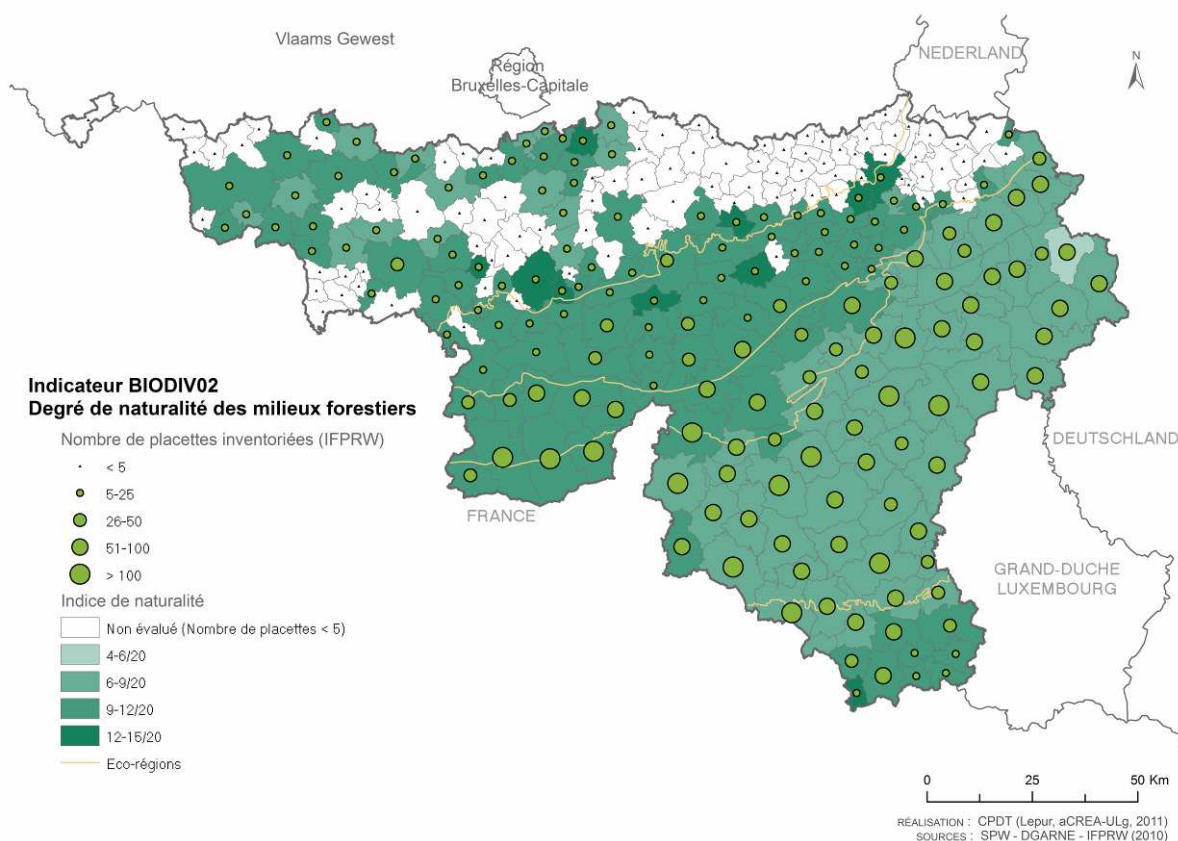 Vlaams Gewest
NEDERLAND
N
Région
Bruxelles-Capitale
Indicateur BIODIV02
Degré de naturalité des milieux forestiers
Nombre de placettes inventoriées (IFPRW)
< 5
5-25
26-50
51-100
> 100
Indice de naturalité
Non évalué (Nombre de placettes < 5)
4-6/20
6-9/20
9-12/20
12-15/20
Eco-régions
DEUTSCHLAND
FRANCE
GRAND-DUCHE
LUXEMBOURG
0 25 50 Km
RÉALISATION : CPDT (Lepur, aCREA-ULg, 2011)
SOURCES : SPW - DGARNE - IFPRW (2010)